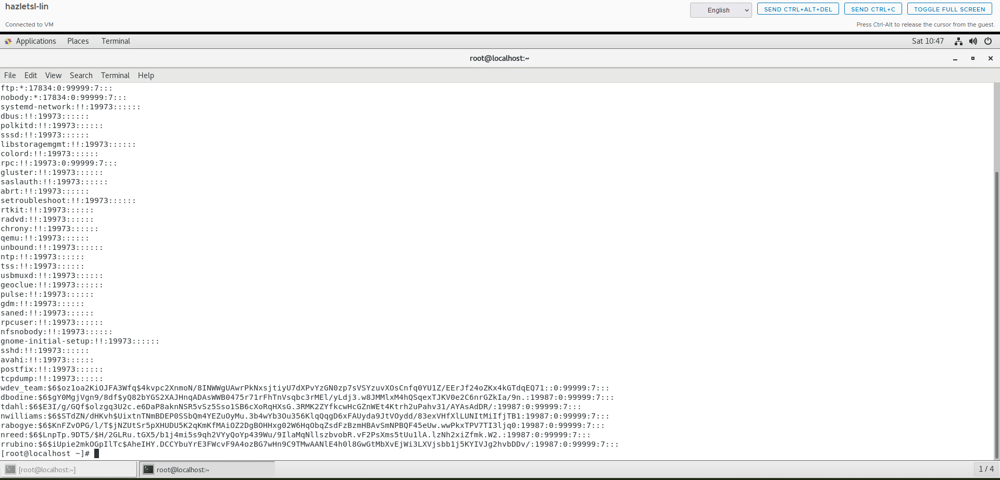 hazletsl-lin
English
SEND CTRL+ALT+DEL
SEND CTRL+C
TOGGLE FULL SCREEN
Connected to VM
Press Ctrl-Alt to release the cursor from the guest.
Applications Places Terminal
Sat 10:47
root@localhost:~
File Edit View Search Terminal Help
ftp:*:17834:0:99999:7:::
nobody:*:17834:0:99999:7:::
systemd-network:!!:19973::::::
dbus:!!:19973::::::
polkitd:!!:19973::::::
sssd:!!:19973::::::
libstoragemgmt:!!:19973::::::
colord:!!:19973::::::
rpc:!!:19973:0:99999:7:::
gluster:!!:19973::::::
saslauth:!!:19973::::::
abrt:!!:19973::::::
setroubleshoot:!!:19973::::::
rtkit:!!:19973::::::
radvd:!!:19973::::::
chrony:!!:19973::::::
qemu:!!:19973::::::
unbound:!!:19973::::::
ntp:!!:19973::::::
tss:!!:19973::::::
usbmuxd:!!:19973::::::
geoclue:!!:19973::::::
pulse:!!:19973::::::
gdm:!!:19973::::::
saned:!!:19973::::::
rpcuser:!!:19973::::::
nfsnobody:!!:19973::::::
gnome-initial-setup:!!:19973::::::
sshd:!!:19973::::::
avahi:!!:19973::::::
postfix:!!:19973::::::
tcpdump:!!:19973::::::
wdev_team:$6$oz1oa2KiOJFA3Wfq$4kvpc2XnmoN/8INWWgUAwrPkNxsjtiyU7dXPvYzGN0zp7sVSYzuvXOsCnfq0YU1Z/EErJf24oZKx4kGTdqEQ71::0:99999:7:::
dbodine:$6$gY0MgjVgn9/8df$yQ82bYGS2XAJHnqADAsWWB0475r71rFhTnVsqbc3rMEl/yLdj3.w8JMMlxM4hQSqexTJKV0e2C6nrGZkIa/9n.:19987:0:99999:7:::
tdahl:$6$E3I/g/GQf$olzgq3U2c.e6DaP8aknNSR5vSz5Sso1SB6cXoRqHXsG.3RMK2ZYfkcwHcGZnWEt4Ktrh2uPahv31/AYAsAdDR/:19987:0:99999:7:::
nwilliams:$6$STdZN/dHKvh$UixtnTNmBDEP0SSbQm4YEZuOyMu.3b4wYb3Ou356KlqQqgD6xFAUyda9JtVOydd/83exVHfXlLUNItMiIfjTB1:19987:0:99999:7:::
rabogye:$6$KnFZvOPG/l/T$jNZUtSr5pXHUDU5K2qKmKfMAiOZ2DgBOHHxg02W6HqObqZsdFzBzmHBAvSmNPBQF45eUw.wwPkxTPV7TI3ljq0:19987:0:99999:7:::
nreed:$6$LnpTp.9DT5/$H/2GLRu.tGX5/b1j4mi5s9qh2VYyQoYp439Wu/9IlaMqNllszbvobR.vF2PsXms5tUu1lA.lzNh2xiZfmk.W2.:19987:0:99999:7:::
rrubino:$6$iUpie2mkOGpIlTc$AheIHY.DCCYbuYrE3FWcvF9A4ozBG7wHn9C9TMwAANlE4h0l8GwGtMbXvEjWi3LXVjsbb1j5KYIVJg2hvbDDv/:19987:0:99999:7:::
[root@localhost ~]#
[root@localhost:~]
root@localhost:~
1 / 4